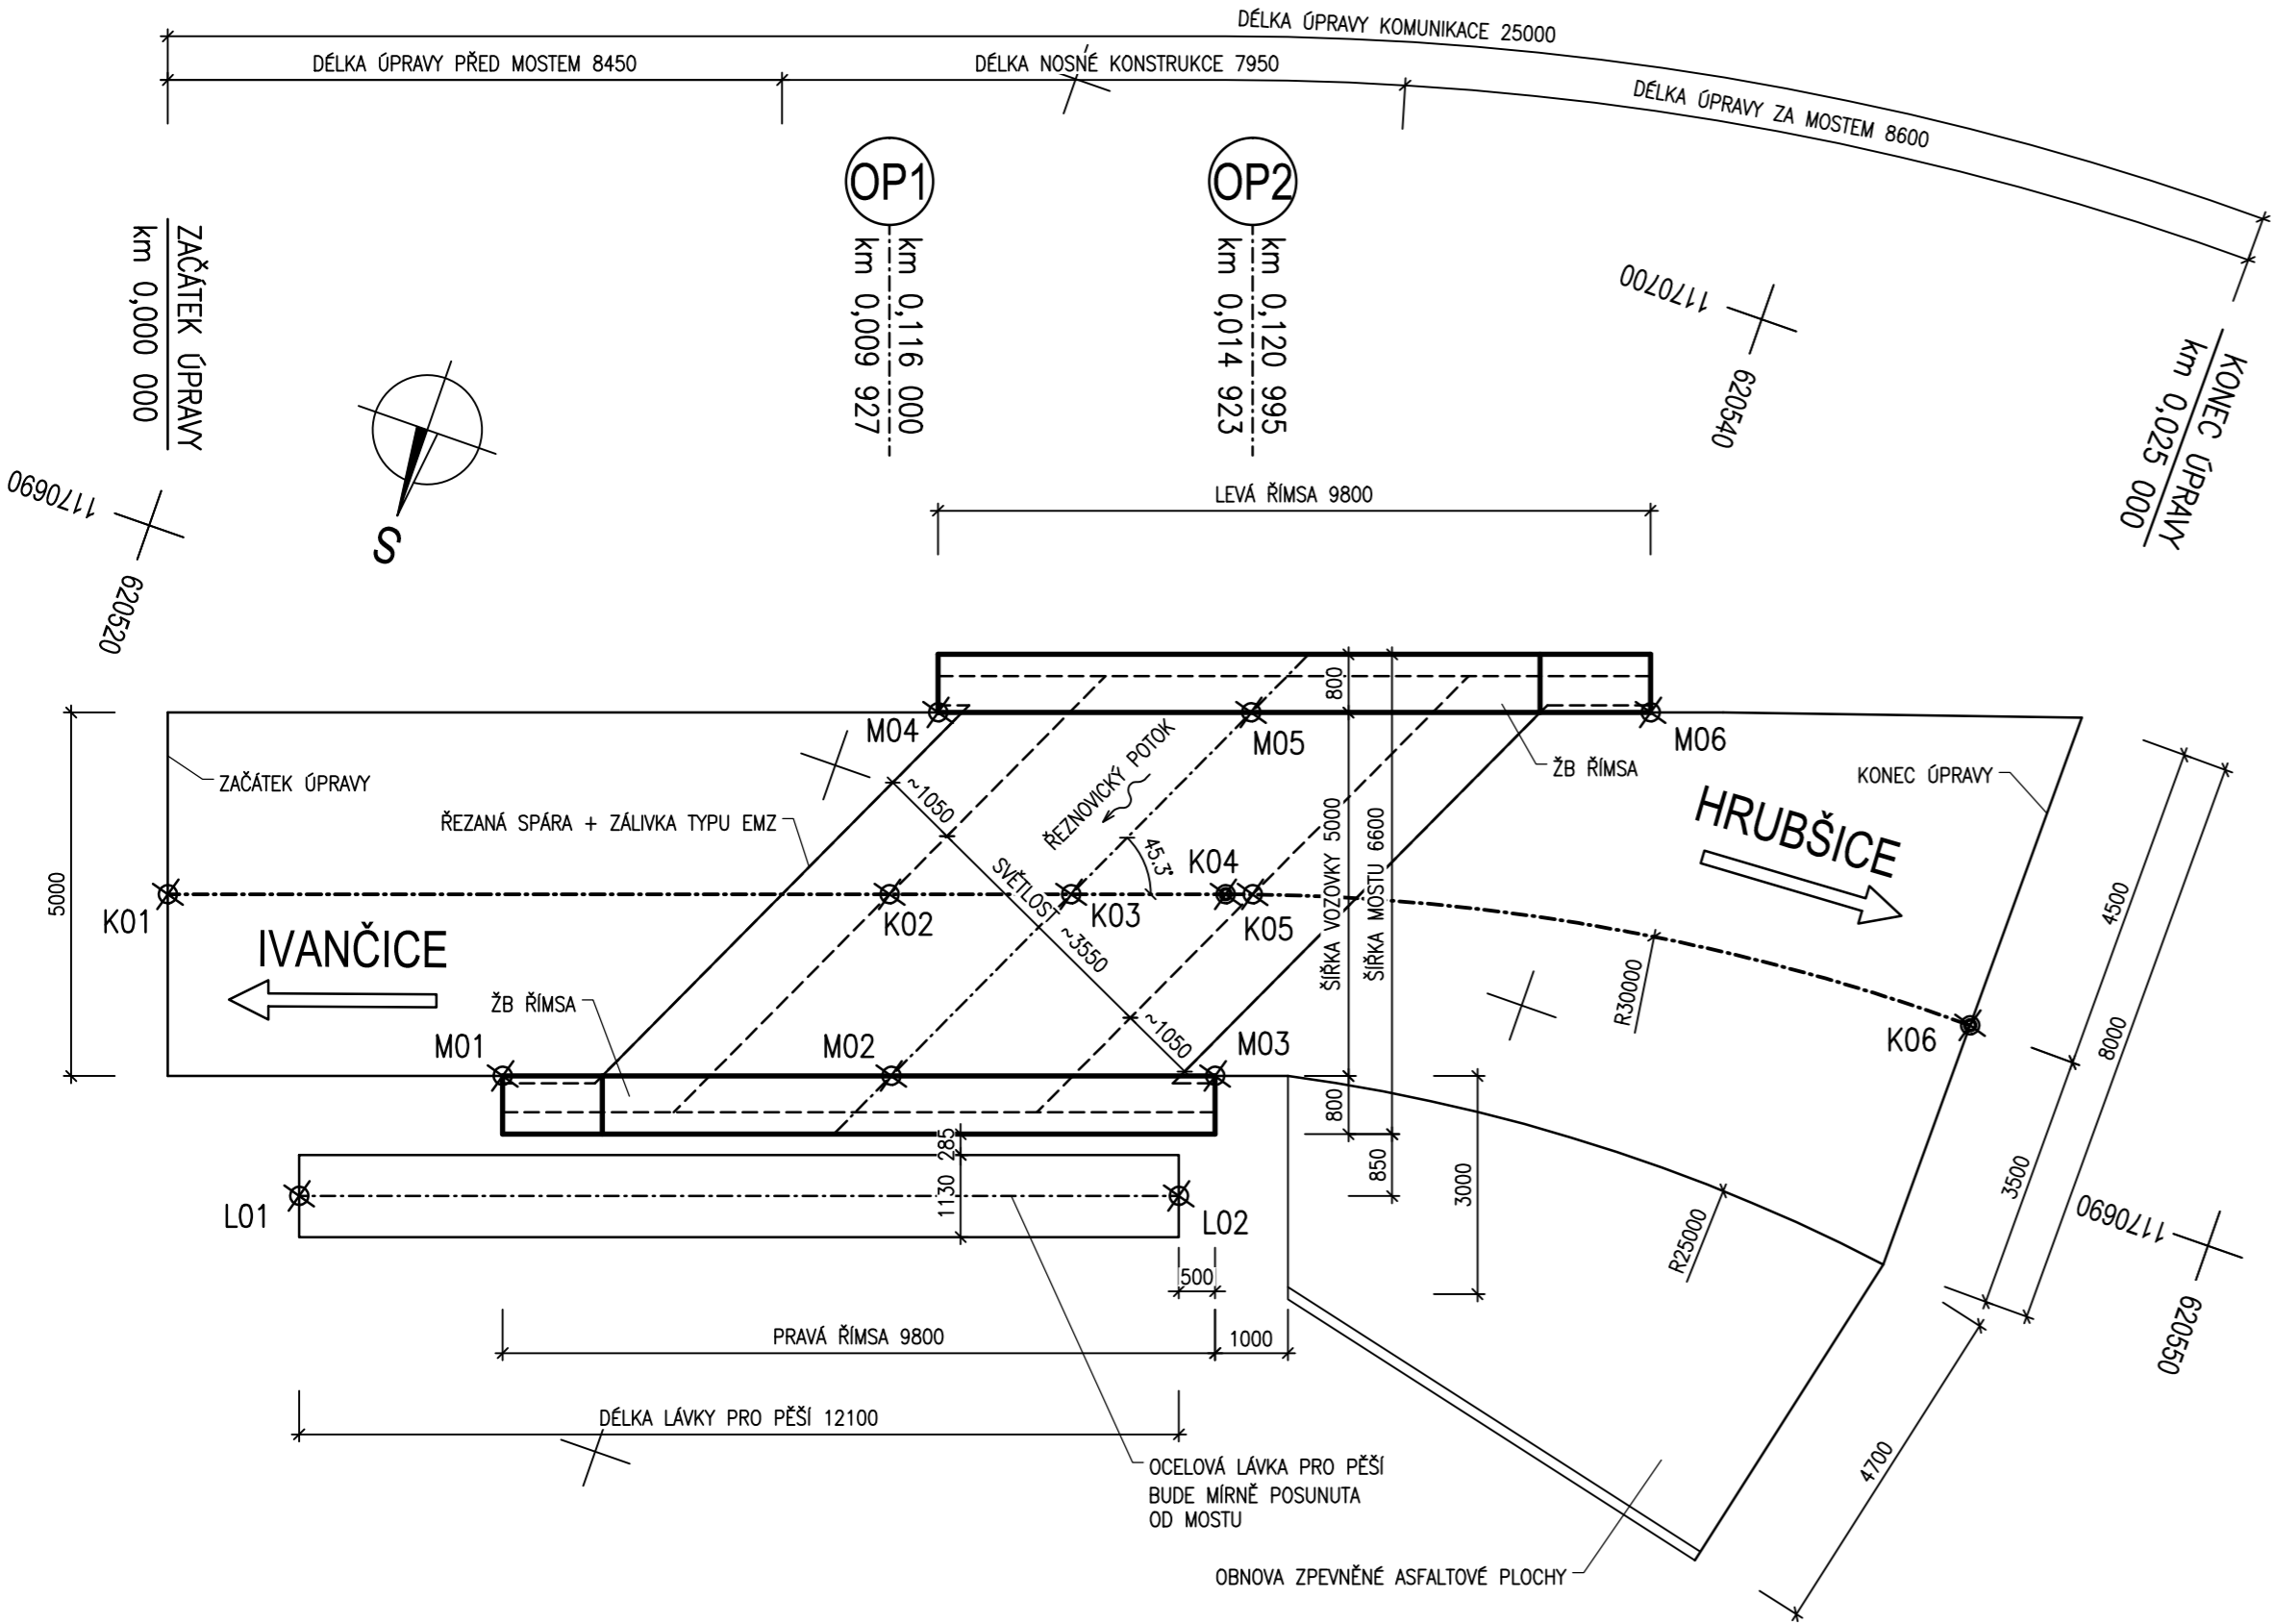 DÉLKA ÚPRAVY KOMUNIKACE 25000
DÉLKA ÚPRAVY PŘED MOSTEM 8450
DÉLKA NOSNÉ KONSTRUKCE 7950
DÉLKA ÚPRAVY ZA MOSTEM 8600
OP1
OP2
ZAČÁTEK ÚPRAVY
km 0,000 000
km 0,116 000
km 0,009 927
km 0,120 995
km 0,014 923
KONEC ÚPRAVY
km 0,025 000
1170700
620540
1170690
620520
S
LEVÁ ŘÍMSA 9800
M04
M05
M06
800
ZAČÁTEK ÚPRAVY
ŘEZANÁ SPÁRA + ZÁLIVKA TYPU EMZ
~1050
ŘEZNOVICKÝ POTOK
ŽB ŘÍMSA
KONEC ÚPRAVY
HRUBŠICE
45.3°
SVĚTLOST
~3550
~1050
ŠÍŘKA VOZOVKY 5000
ŠÍŘKA MOSTU 6600
5000
K01
K02
K03
K04
K05
K06
IVANČICE
ŽB ŘÍMSA
R30000
4500
8000
3500
M01
M02
M03
800
285
850
1130
3000
L01
L02
500
R25000
1170690
620550
PRAVÁ ŘÍMSA 9800
1000
DÉLKA LÁVKY PRO PĚŠÍ 12100
4700
OCELOVÁ LÁVKA PRO PĚŠÍ
BUDE MÍRNĚ POSUNUTA
OD MOSTU
OBNOVA ZPEVNĚNÉ ASFALTOVÉ PLOCHY